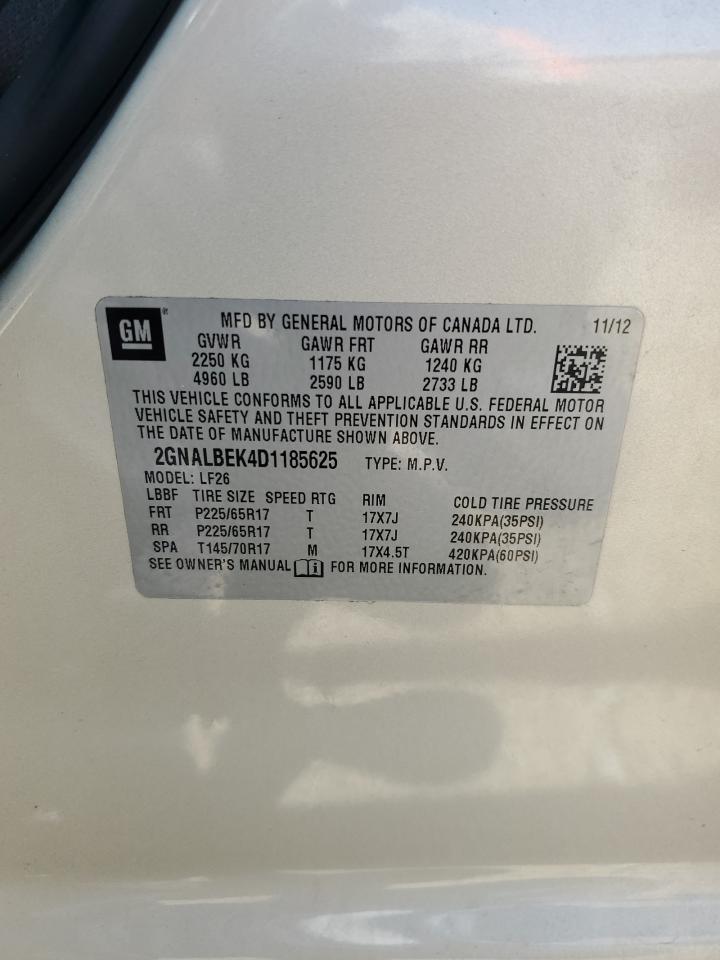 GM ® MFD BY GENERAL MOTORS OF CANADA LTD. 11/12
GVWR GAWR FRT GAWR RR
2250 KG 1175 KG 1240 KG
4960 LB 2590 LB 2733 LB
THIS VEHICLE CONFORMS TO ALL APPLICABLE U.S. FEDERAL MOTOR
VEHICLE SAFETY AND THEFT PREVENTION STANDARDS IN EFFECT ON
THE DATE OF MANUFACTURE SHOWN ABOVE.
2GNALBEK4D1185625 TYPE: M.P.V.
MODEL: LF26
LBBF TIRE SIZE SPEED RTG RIM COLD TIRE PRESSURE
FRT P225/65R17 T 17X7J 240KPA(35PSI)
RR P225/65R17 T 17X7J 240KPA(35PSI)
SPA T145/70R17 M 17X4.5T 420KPA(60PSI)
SEE OWNER'S MANUAL i FOR MORE INFORMATION.